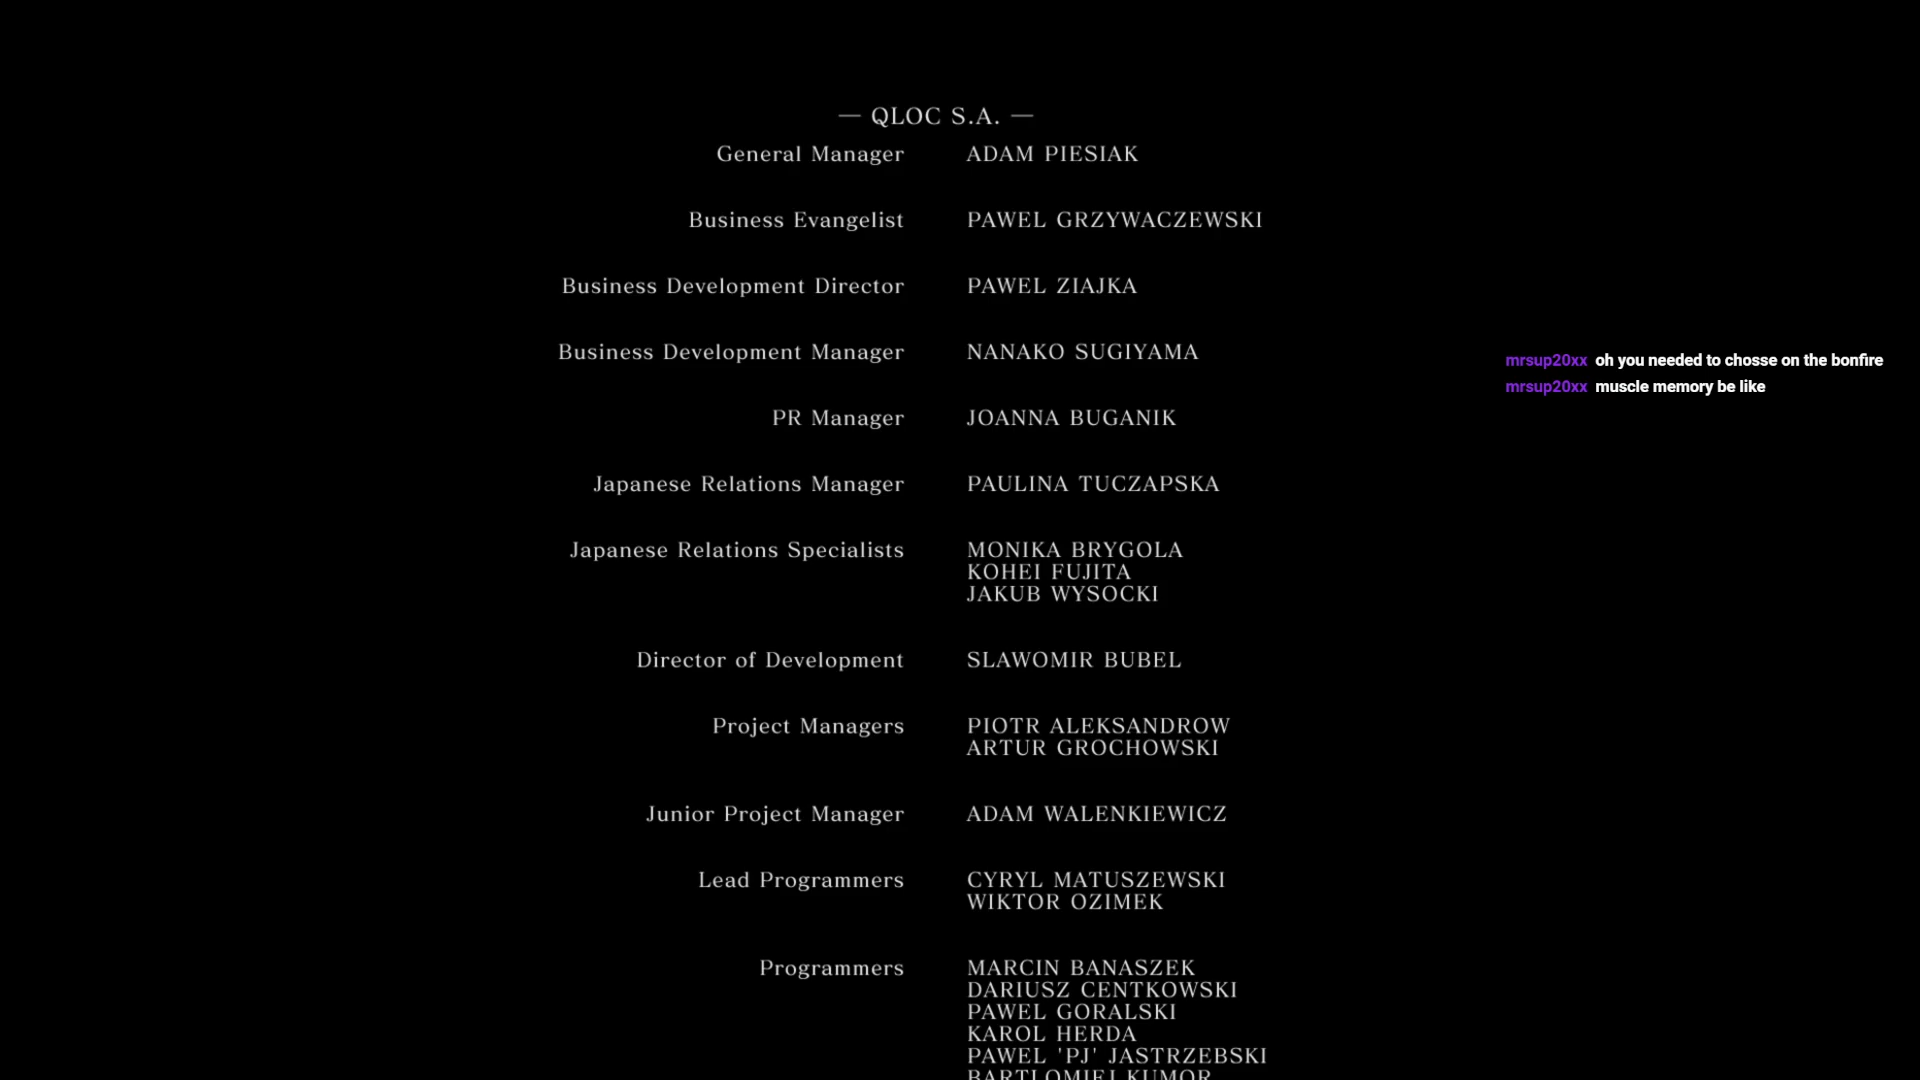 — QLOC S.A. —
General Manager ADAM PIESIAK
Business Evangelist PAWEL GRZYWACZEWSKI
Business Development Director PAWEL ZIAJKA
Business Development Manager NANAKO SUGIYAMA
PR Manager JOANNA BUGANIK
Japanese Relations Manager PAULINA TUCZAPSKA
Japanese Relations Specialists MONIKA BRYGOLA
KOHEI FUJITA
JAKUB WYSOCKI
Director of Development SLAWOMIR BUBEL
Project Managers PIOTR ALEKSANDROW
ARTUR GROCHOWSKI
Junior Project Manager ADAM WALENKIEWICZ
Lead Programmers CYRYL MATUSZEWSKI
WIKTOR OZIMEK
Programmers MARCIN BANASZEK
DARIUSZ CENTKOWSKI
PAWEL GORALSKI
KAROL HERDA
PAWEL 'PJ' JASTRZEBSKI
BARTLOMIEJ KUMOR
mrsup20xx oh you needed to chosse on the bonfire
mrsup20xx muscle memory be like